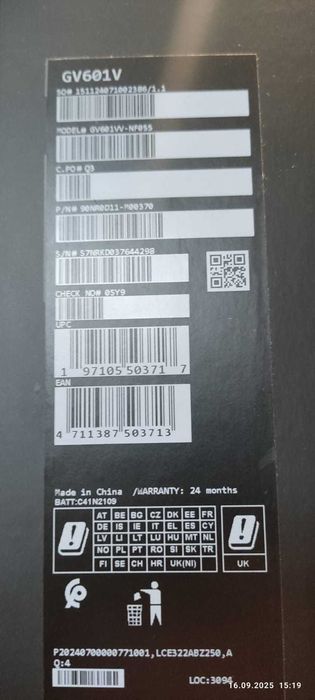 GV601V
SO# 151124071002386/1.1
MODEL# GV601VV-NP055
C.PO# Q3
P/N# 90NR0D11-M00370
S/N# S7NRKD037644298
CHECK NO# 05Y9
UPC
1 97105 50371 7
EAN
4 711387 503713
Made in China /WARRANTY: 24 months
BATT:C41N2109
AT BE BG CZ DK EE FR
DE IS IE IT EL ES CY
LV LI LT LU HU MT NL
NO PL PT RO SI SK TR
FI SE CH HR UK(NI)
UK
P20240700000771001,LCE322ABZ250,A
Q:4
LOC:3094
16.09.2025 15:19